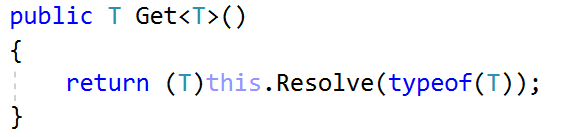 public T Get<T>()
{
    return (T)this.Resolve(typeof(T));
}